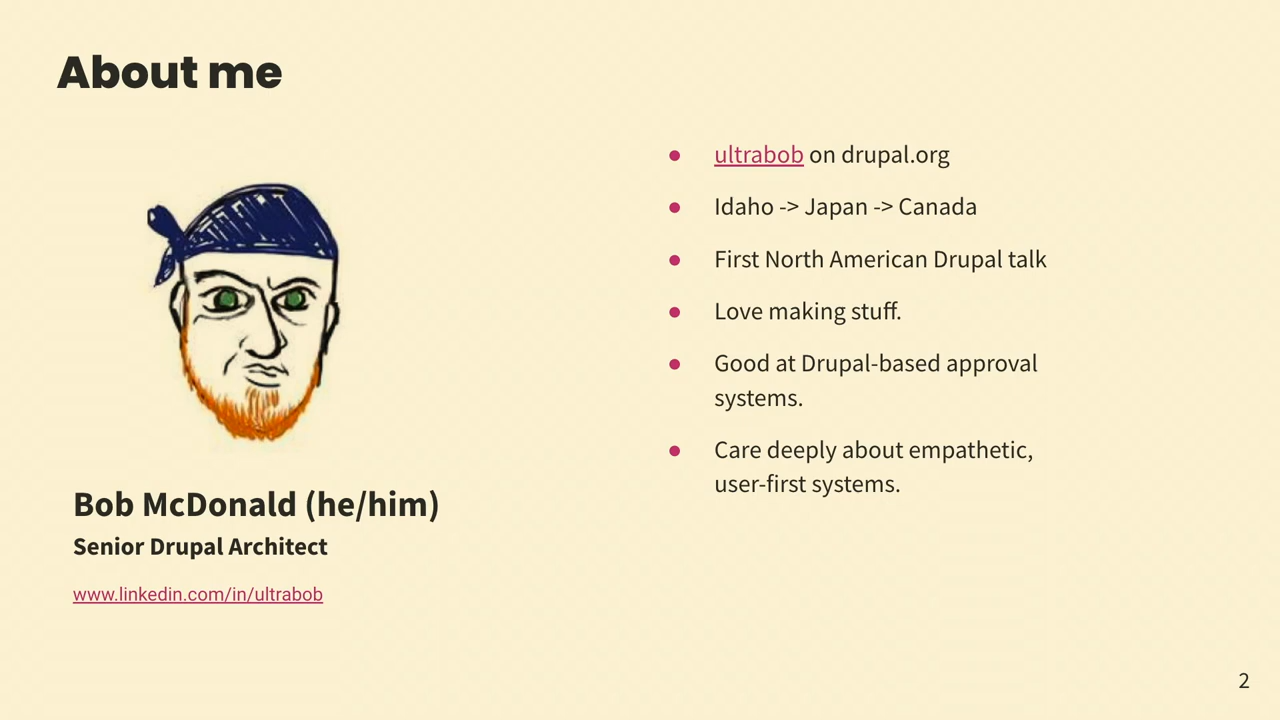 About me
Bob McDonald (he/him)
Senior Drupal Architect
www.linkedin.com/in/ultrabob
● ultrabob on drupal.org
● Idaho -> Japan -> Canada
● First North American Drupal talk
● Love making stuff.
● Good at Drupal-based approval
systems.
● Care deeply about empathetic,
user-first systems.
2